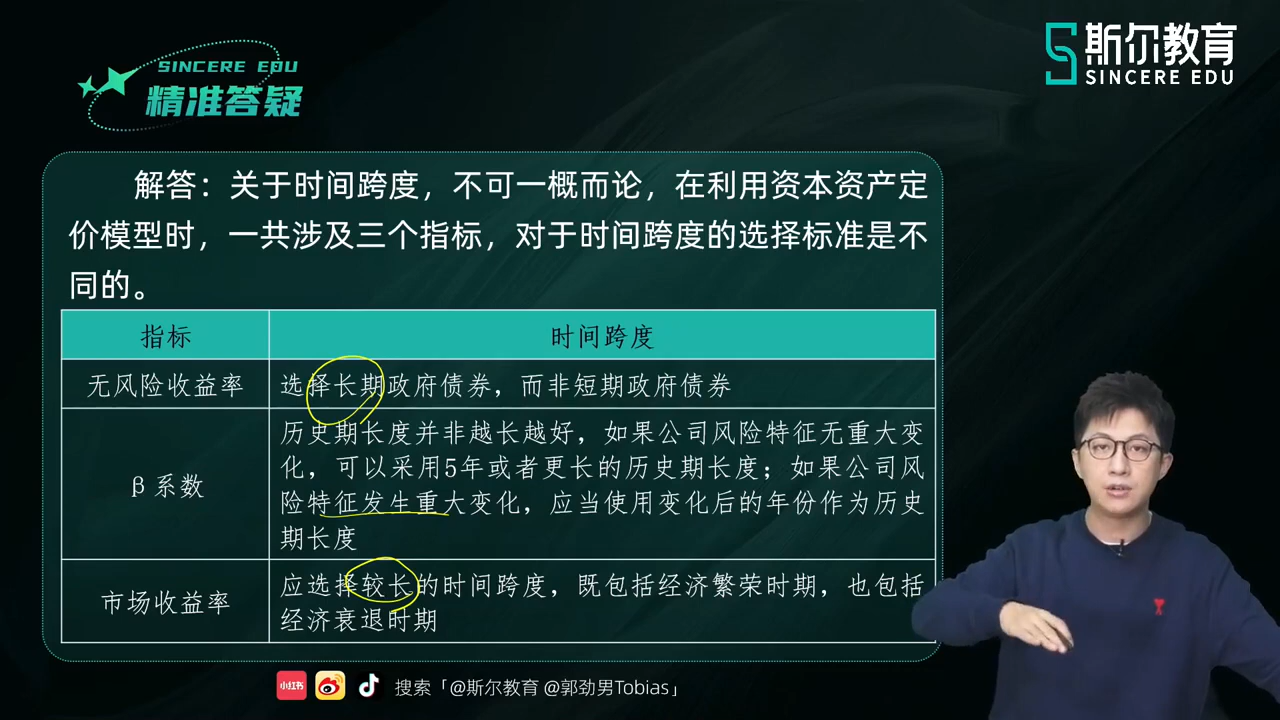 SINCERE EDU
精准答疑
斯尔教育
SINCERE EDU
解答：关于时间跨度，不可一概而论，在利用资本资产定
价模型时，一共涉及三个指标，对于时间跨度的选择标准是不
同的。
指标
时间跨度
无风险收益率
选择长期政府债券，而非短期政府债券
β系数
历史期长度并非越长越好，如果公司风险特征无重大变
化，可以采用5年或者更长的历史期长度；如果公司风
险特征发生重大变化，应当使用变化后的年份作为历史
期长度
市场收益率
应选择较长的时间跨度，既包括经济繁荣时期，也包括
经济衰退时期
小红书
搜索「@斯尔教育 @郭劲男Tobias」